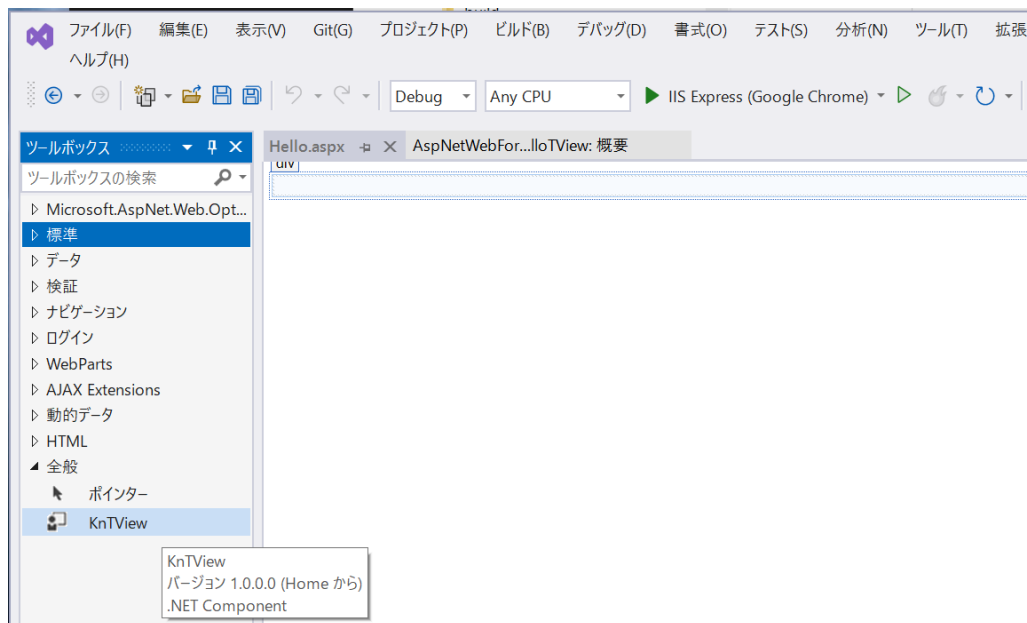 ファイル(F) 編集(E) 表示(V) Git(G) プロジェクト(P) ビルド(B) デバッグ(D) 書式(O) テスト(S) 分析(N) ツール(T) 拡張
ヘルプ(H)
Debug Any CPU IIS Express (Google Chrome)
ツールボックス
Hello.aspx AspNetWebFor...lloTView: 概要
ツールボックスの検索
div
Microsoft.AspNet.Web.Opt...
標準
データ
検証
ナビゲーション
ログイン
WebParts
AJAX Extensions
動的データ
HTML
全般
ポインター
KnTView
KnTView
バージョン 1.0.0.0 (Home から)
.NET Component